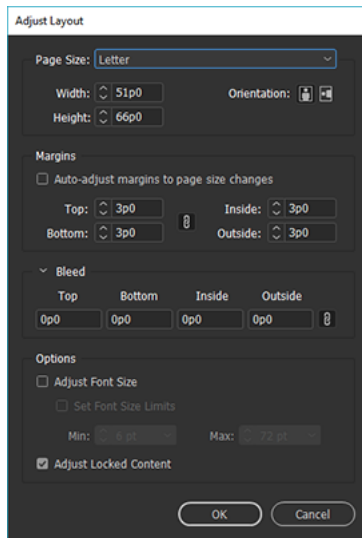 Adjust Layout
Page Size: Letter
Width: 51p0 Orientation:
Height: 66p0
Margins
Auto-adjust margins to page size changes
Top: 3p0 Inside: 3p0
Bottom: 3p0 Outside: 3p0
Bleed
Top Bottom Inside Outside
0p0 0p0 0p0 0p0
Options
Adjust Font Size
Set Font Size Limits
Min: 6 pt Max: 72 pt
Adjust Locked Content
OK Cancel